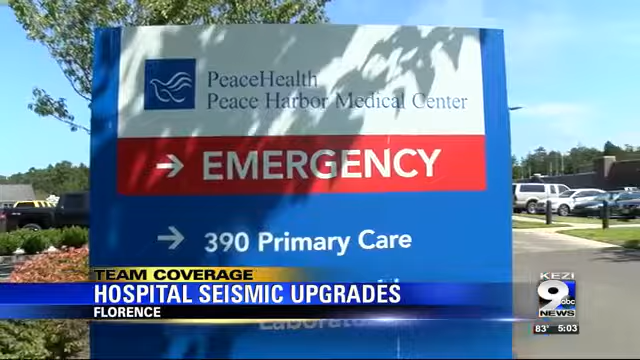 PeaceHealth
Peace Harbor Medical Center
→ EMERGENCY
→ 390 Primary Care
TEAM COVERAGE
HOSPITAL SEISMIC UPGRADES
FLORENCE
KEZI
9 abc
NEWS
83° 5:03